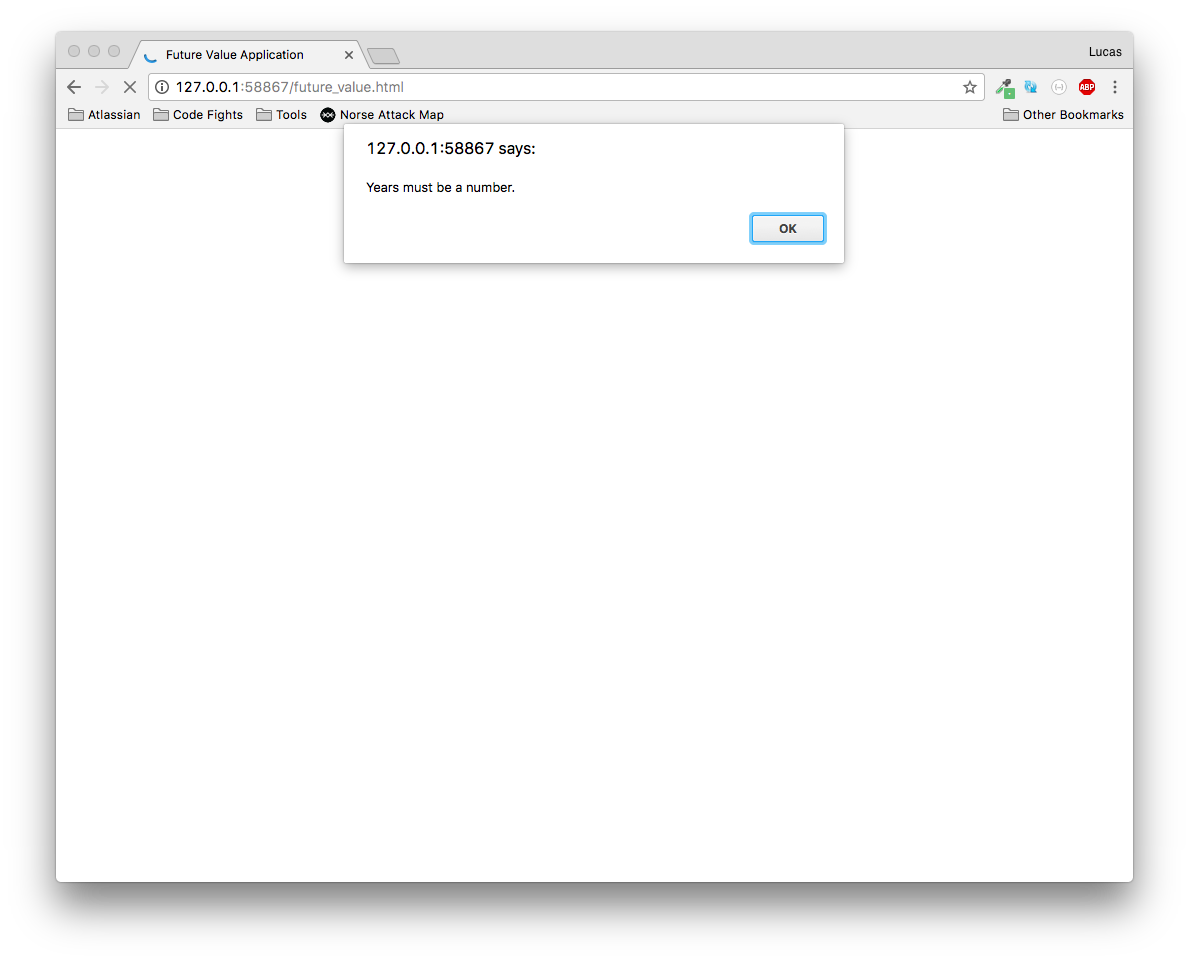 Future Value Application
Lucas
127.0.0.1:58867/future_value.html
ABP
Atlassian Code Fights Tools Norse Attack Map Other Bookmarks
127.0.0.1:58867 says:
Years must be a number.
OK